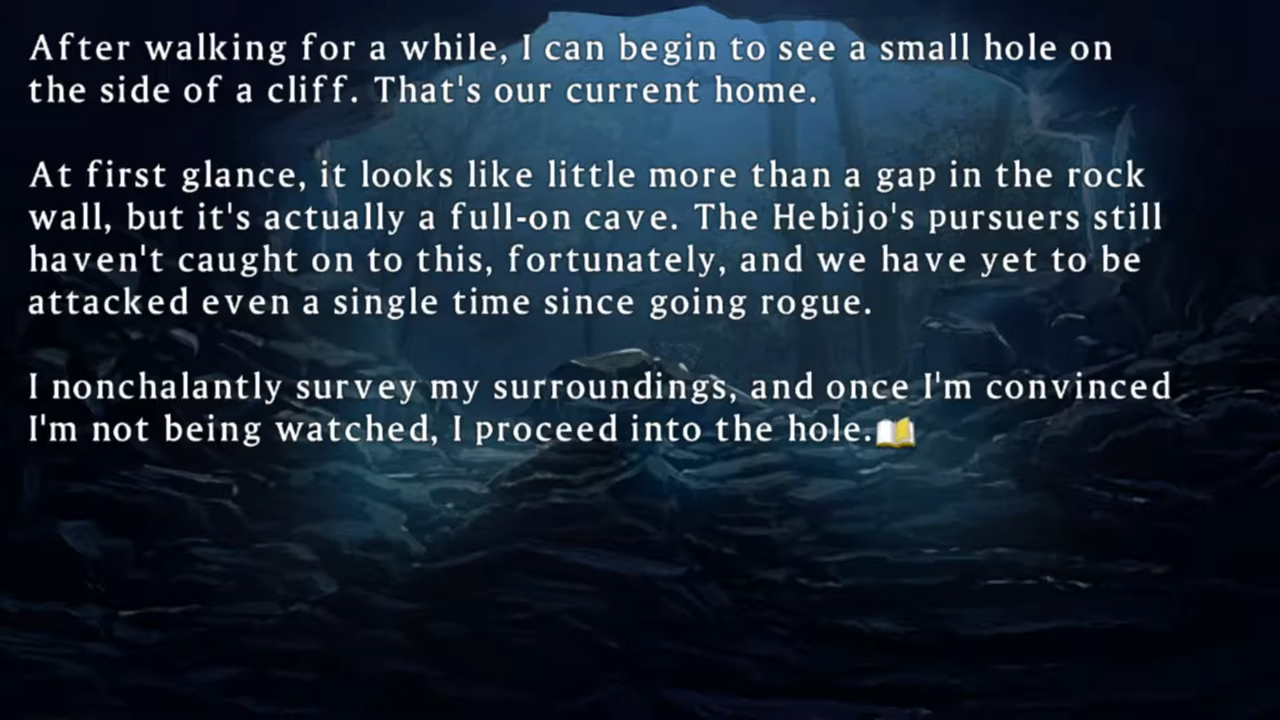 After walking for a while, I can begin to see a small hole on
the side of a cliff. That's our current home.
At first glance, it looks like little more than a gap in the rock
wall, but it's actually a full-on cave. The Hebijo's pursuers still
haven't caught on to this, fortunately, and we have yet to be
attacked even a single time since going rogue.
I nonchalantly survey my surroundings, and once I'm convinced
I'm not being watched, I proceed into the hole.